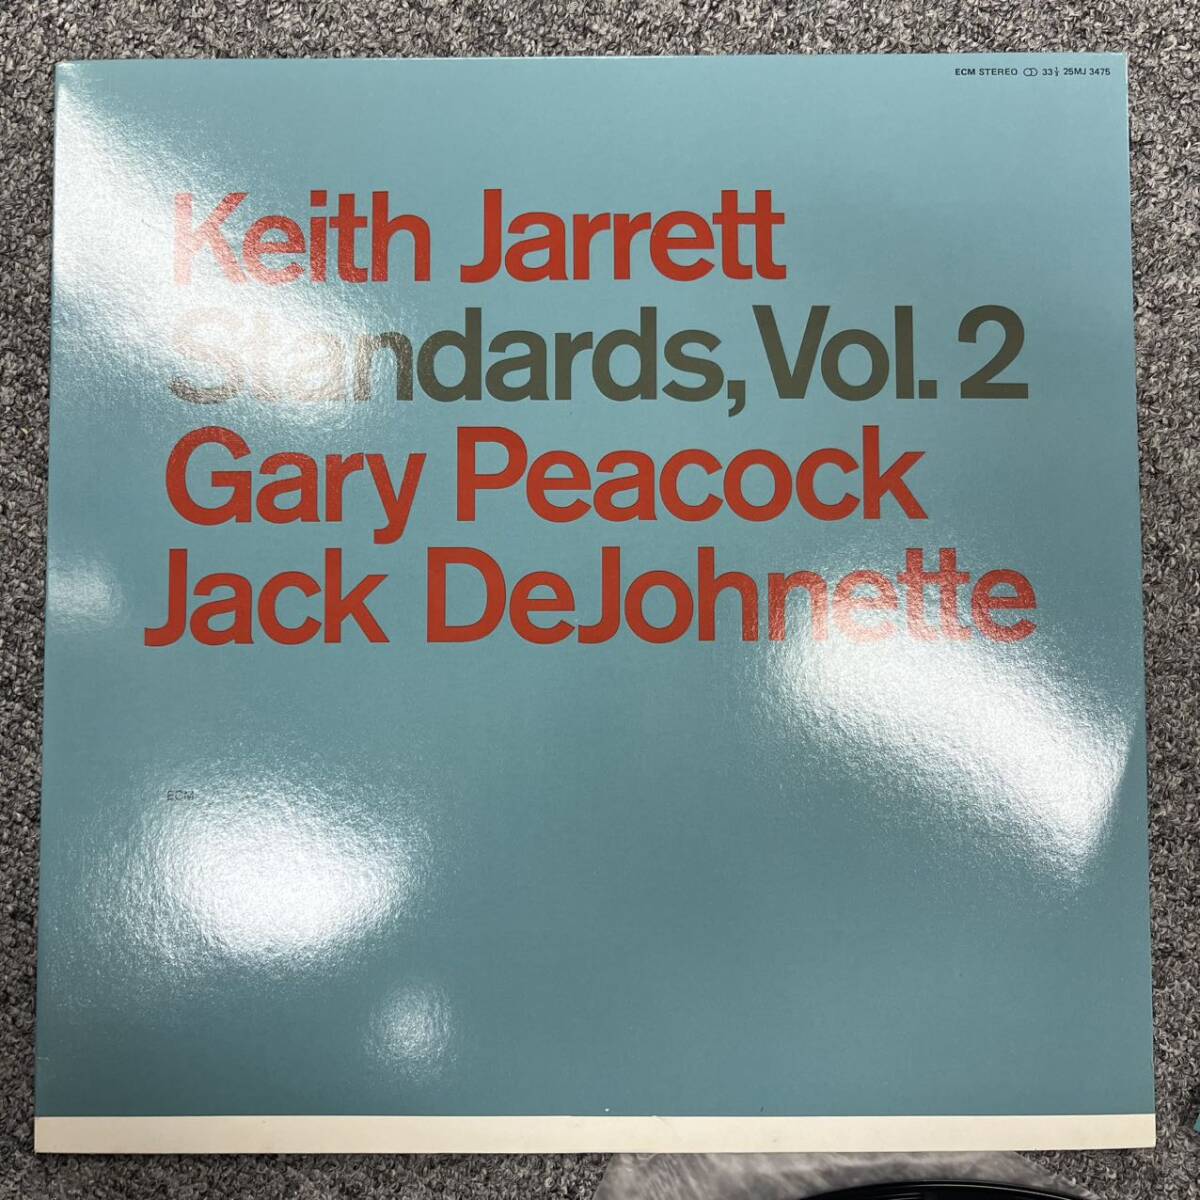 ECM STEREO 33⅓ 25MJ 3475
Keith Jarrett
Standards, Vol. 2
Gary Peacock
Jack DeJohnette
ECM